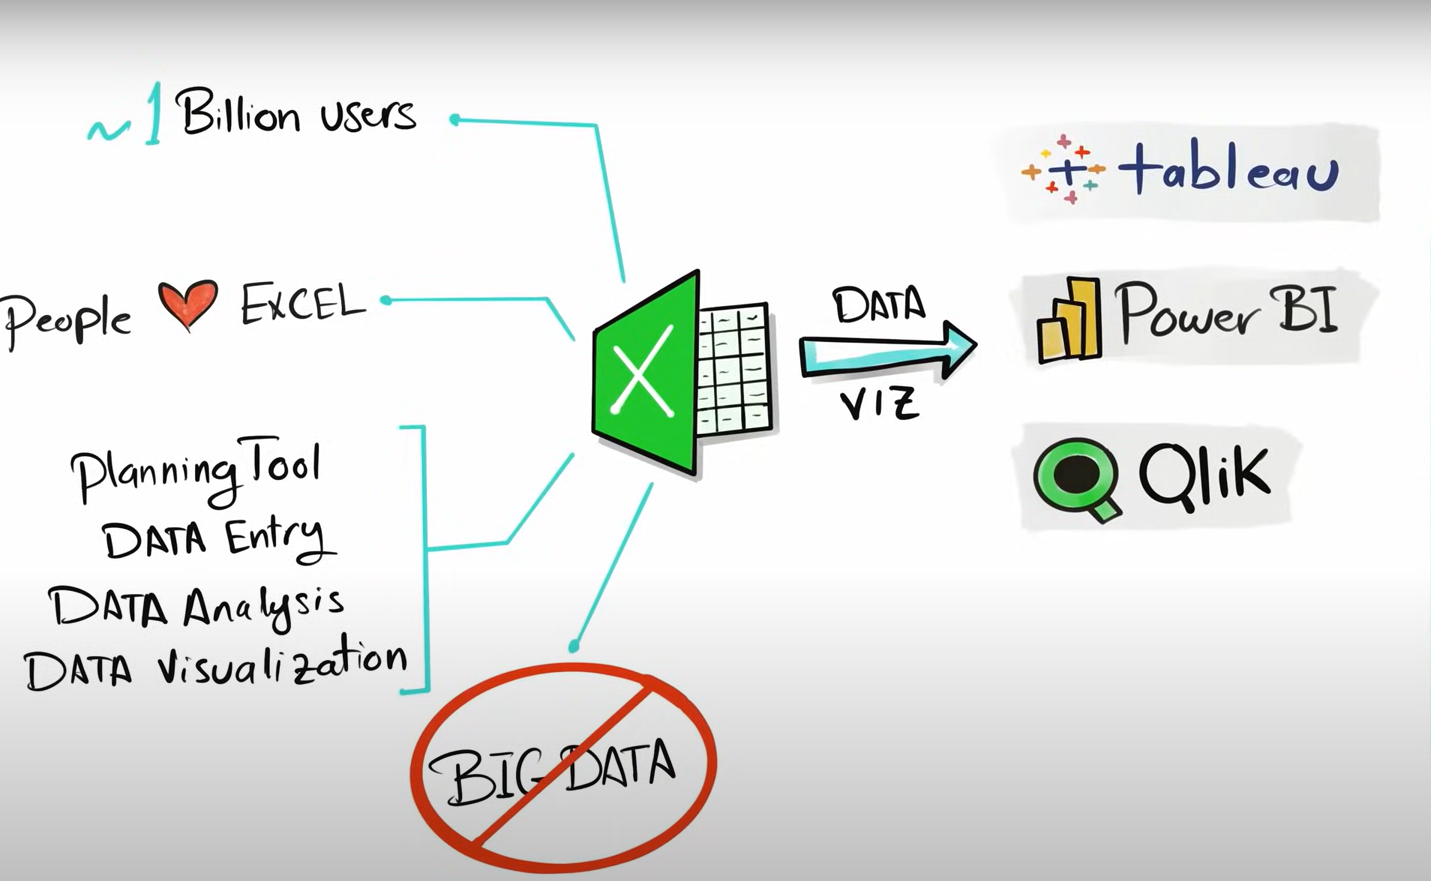 ~1 Billion users
People ❤ EXCEL
Planning Tool
DATA Entry
DATA Analysis
DATA Visualization
BIG DATA
X
DATA
VIZ
+ableau
Power BI
Qlik